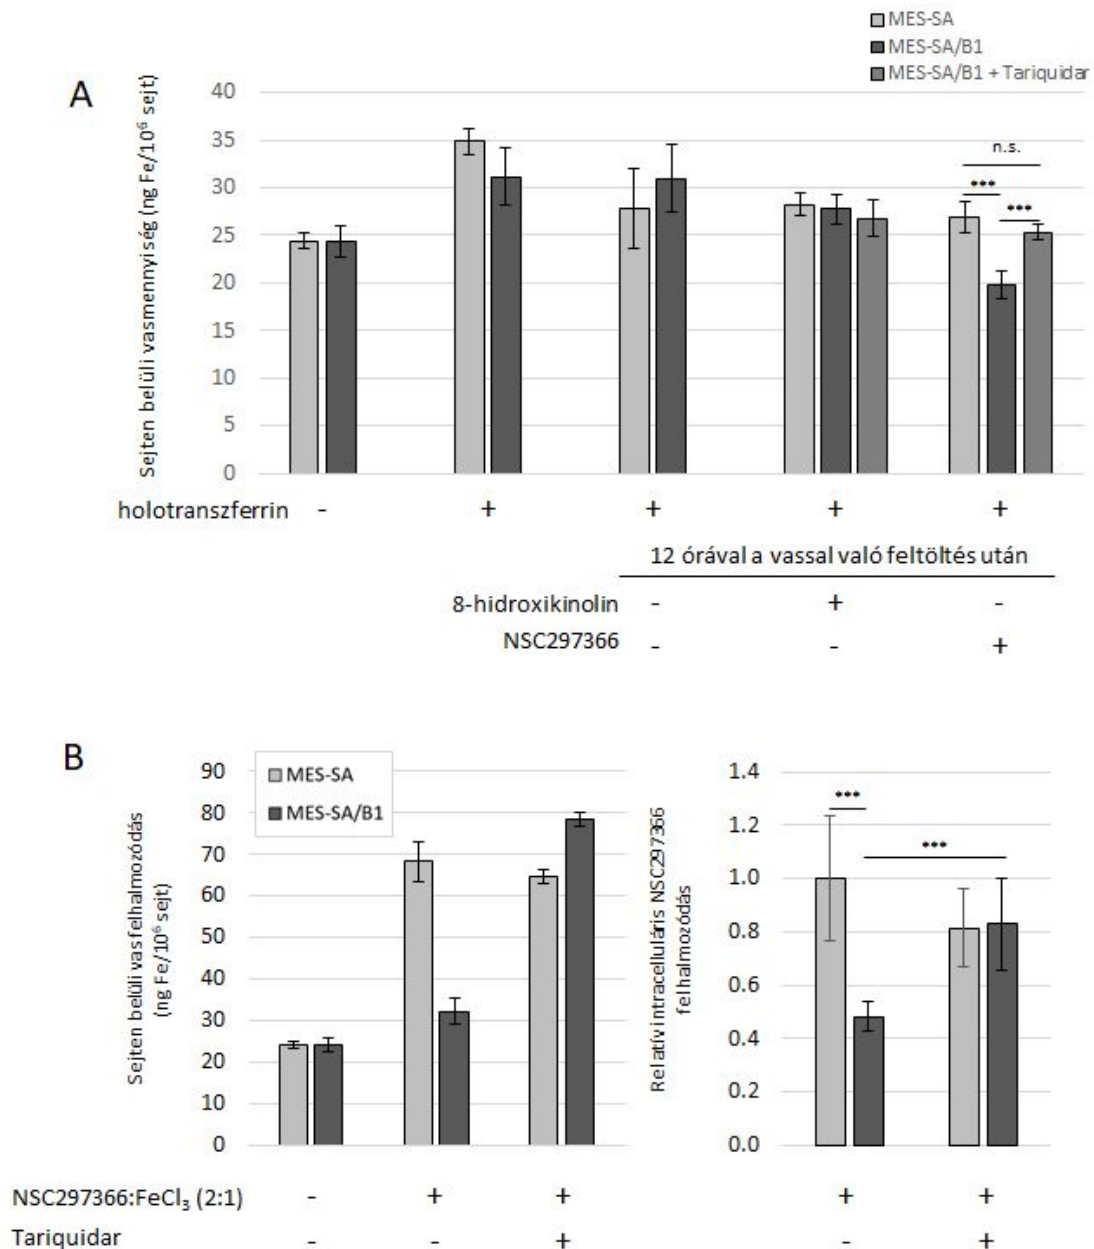 MES-SA
MES-SA/B1
MES-SA/B1 + Tariquidar
A
Sejten belüli vasmennyiség (ng Fe/10⁶ sejt)
40
35
30
25
20
15
10
5
0
n.s.
***
***
holotranszferrin - + + + +
12 órával a vassal való feltöltés után
8-hidroxikinolin - + -
NSC297366 - - +
B
Sejten belüli vasfelhalmozódás
(ng Fe/10⁶ sejt)
90
80
70
60
50
40
30
20
10
0
MES-SA
MES-SA/B1
Relatív intracelluláris NSC297366
felhalmozódás
1.4
1.2
1.0
0.8
0.6
0.4
0.2
0.0
***
***
NSC297366:FeCl₃ (2:1) - + + + +
Tariquidar - - + - +